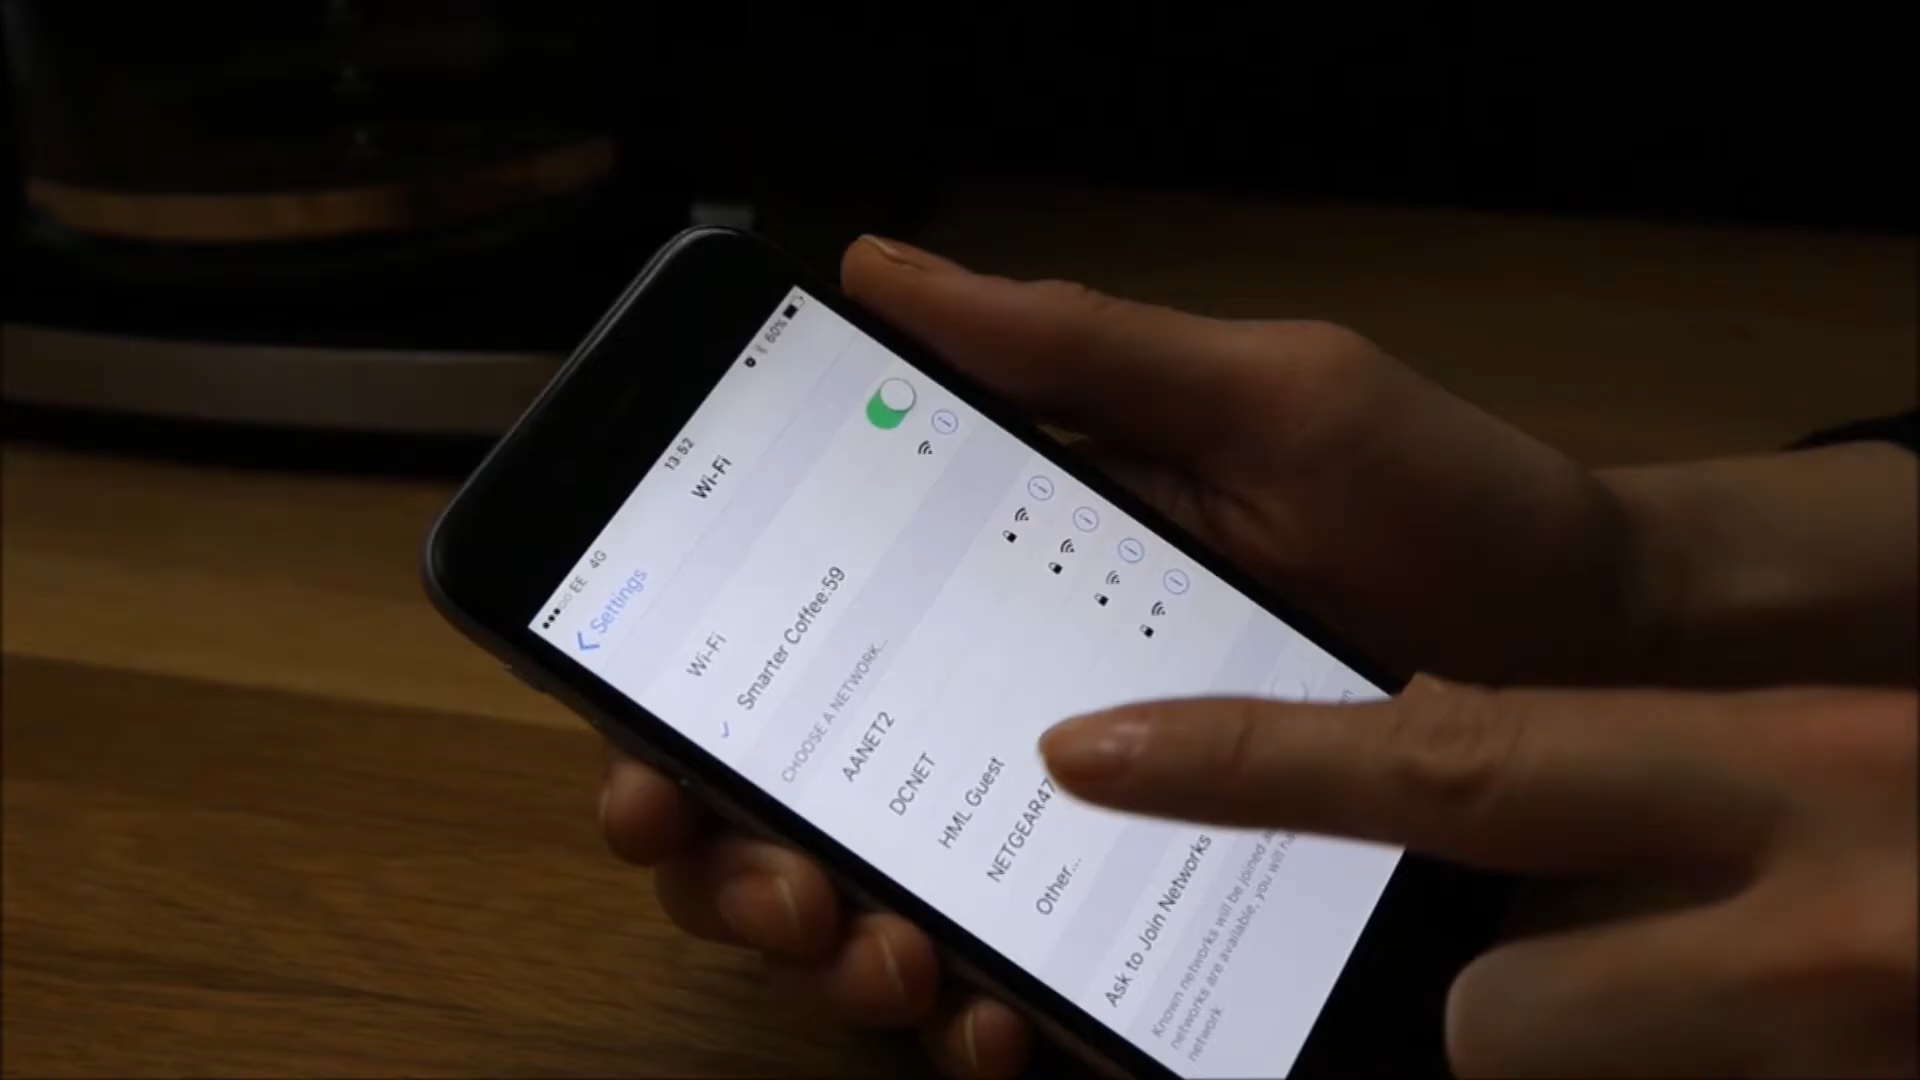 EE 4G 13:52 60%
Settings Wi-Fi
Wi-Fi
Smarter Coffee:59
CHOOSE A NETWORK...
AANET2
DCNET
HML Guest
NETGEAR47
Other...
Ask to Join Networks
Known networks will be joined
networks are available, you will
network.